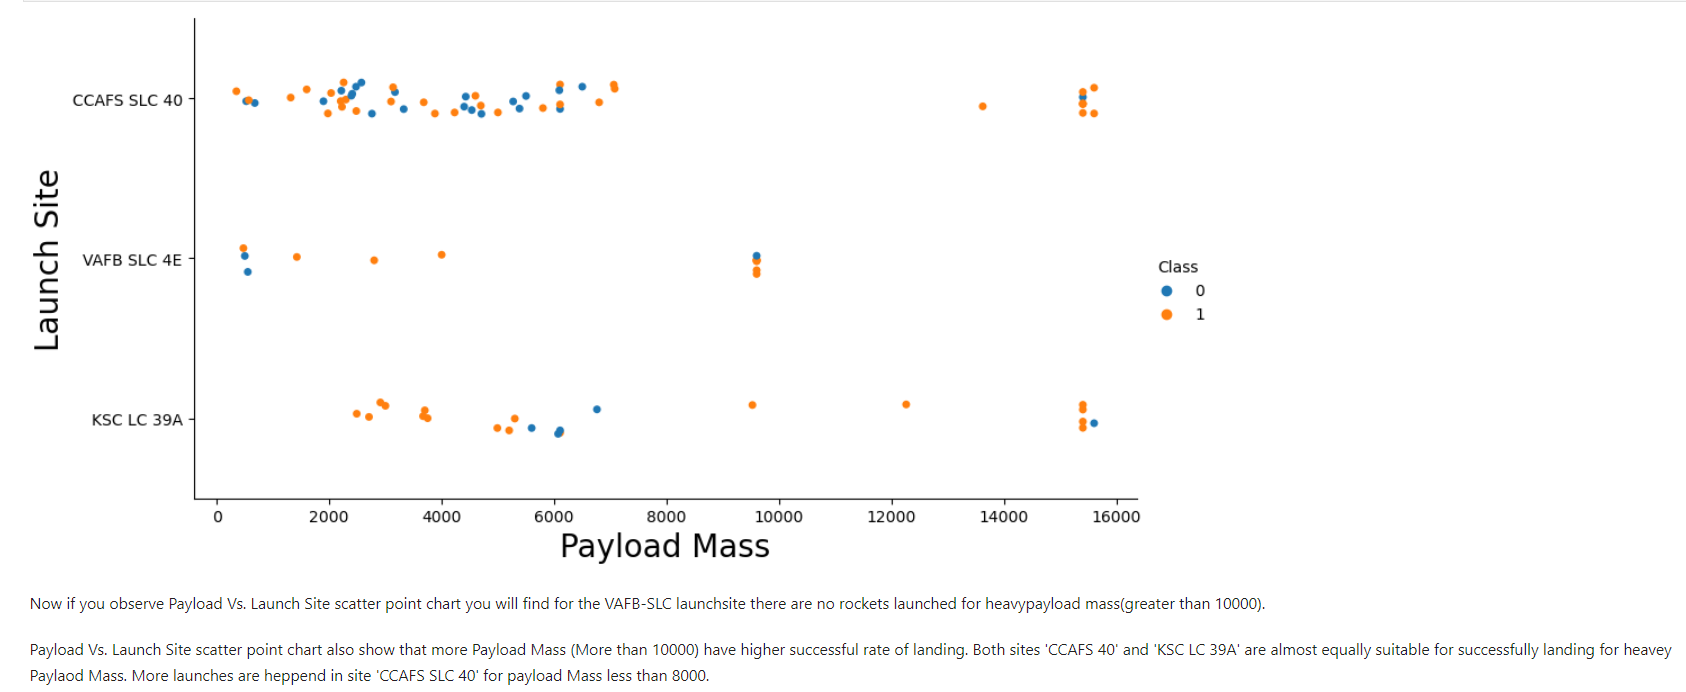 CCAFS SLC 40
VAFB SLC 4E
KSC LC 39A
Launch Site
0 2000 4000 6000 8000 10000 12000 14000 16000
Payload Mass
Class
0
1
Now if you observe Payload Vs. Launch Site scatter point chart you will find for the VAFB-SLC launchsite there are no rockets launched for heavypayload mass(greater than 10000).
Payload Vs. Launch Site scatter point chart also show that more Payload Mass (More than 10000) have higher successful rate of landing. Both sites 'CCAFS 40' and 'KSC LC 39A' are almost equally suitable for successfully landing for heavey
Paylaod Mass. More launches are heppend in site 'CCAFS SLC 40' for payload Mass less than 8000.